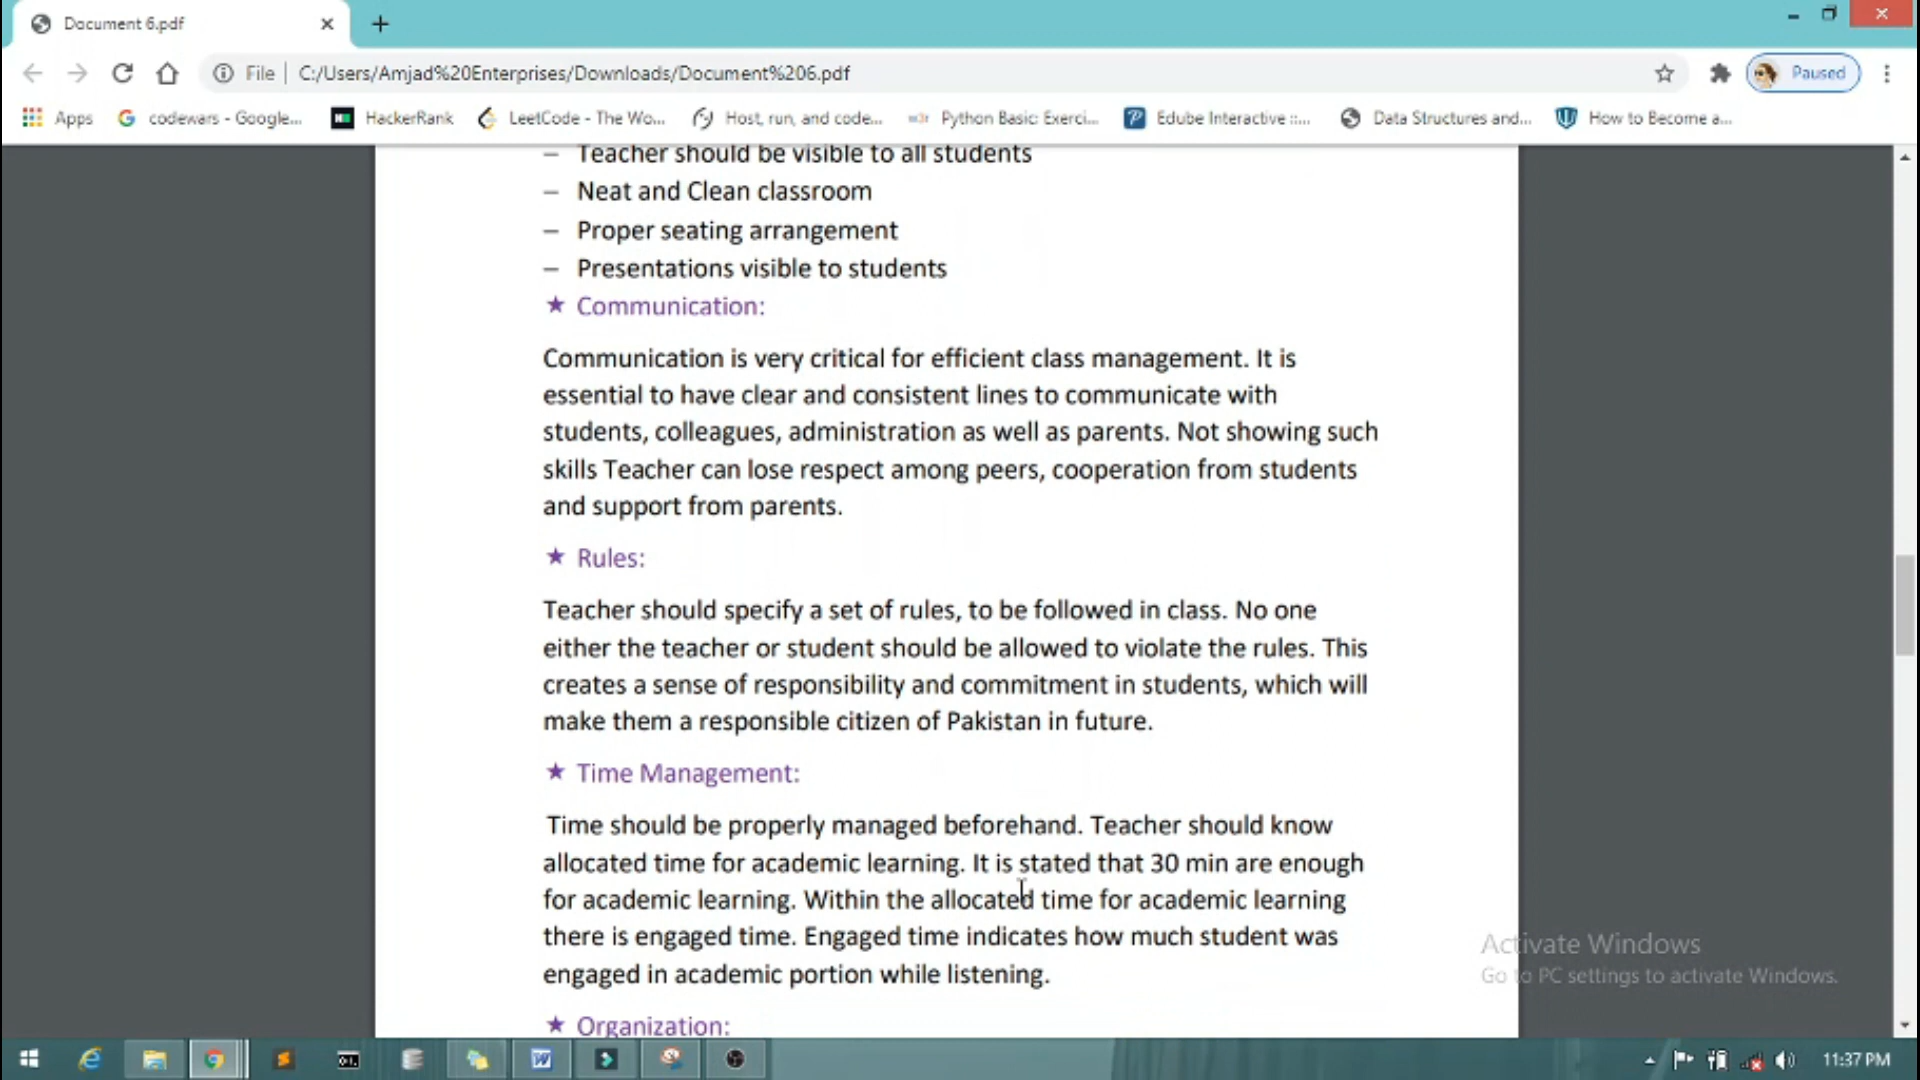 Document 6.pdf
File
C:/Users/Amjad%20Enterprises/Downloads/Document%206.pdf
Paused
Apps
codewars - Google...
HackerRank
LeetCode - The Wo...
Host, run, and code...
Python Basic: Exerci...
Edube Interactive ::...
Data Structures and...
How to Become a...
– Teacher should be visible to all students
– Neat and Clean classroom
– Proper seating arrangement
– Presentations visible to students
★ Communication:
Communication is very critical for efficient class management. It is
essential to have clear and consistent lines to communicate with
students, colleagues, administration as well as parents. Not showing such
skills Teacher can lose respect among peers, cooperation from students
and support from parents.
★ Rules:
Teacher should specify a set of rules, to be followed in class. No one
either the teacher or student should be allowed to violate the rules. This
creates a sense of responsibility and commitment in students, which will
make them a responsible citizen of Pakistan in future.
★ Time Management:
Time should be properly managed beforehand. Teacher should know
allocated time for academic learning. It is stated that 30 min are enough
for academic learning. Within the allocated time for academic learning
there is engaged time. Engaged time indicates how much student was
engaged in academic portion while listening.
★ Organization:
Activate Windows
Go to PC settings to activate Windows.
11:37 PM